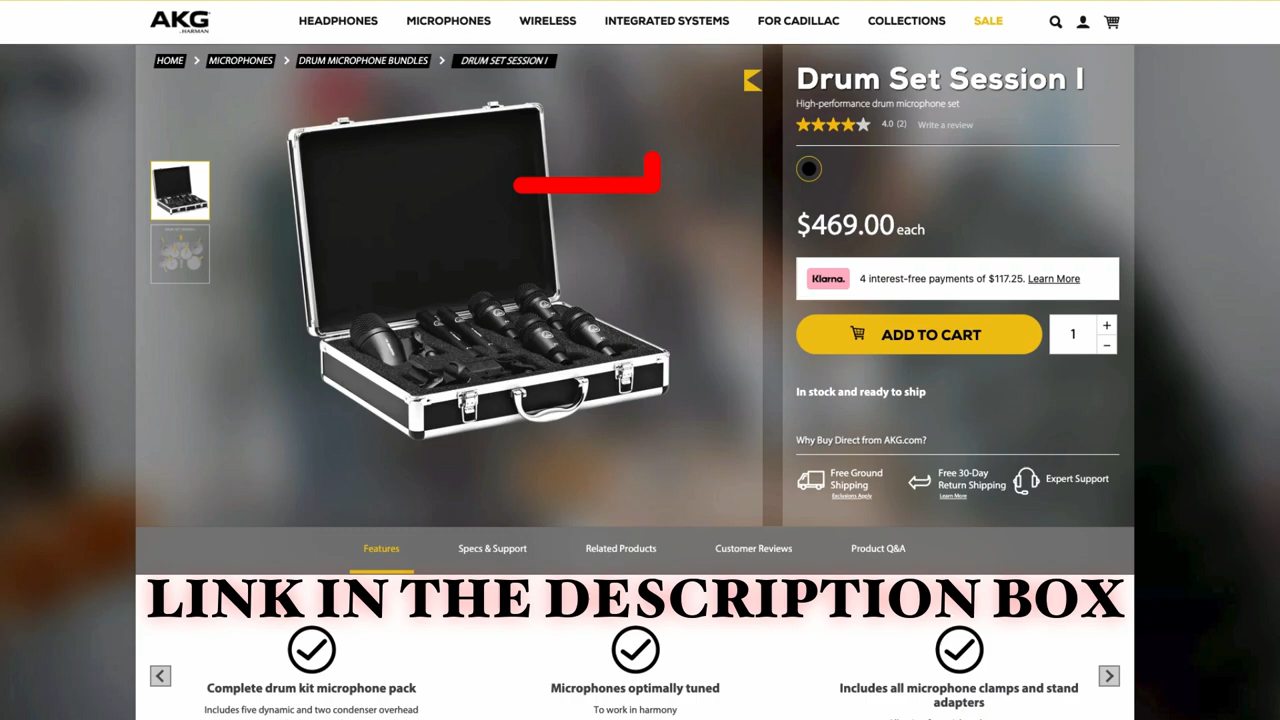 AKG
by HARMAN
HEADPHONES MICROPHONES WIRELESS INTEGRATED SYSTEMS FOR CADILLAC COLLECTIONS SALE
HOME MICROPHONES DRUM MICROPHONE BUNDLES DRUM SET SESSION I
Drum Set Session I
High-performance drum microphone set
4.0 (2) Write a review
$469.00 each
Klarna. 4 interest-free payments of $117.25. Learn More
ADD TO CART 1 + −
In stock and ready to ship
Why Buy Direct from AKG.com?
Free Ground
Shipping
Exclusions Apply
Free 30-Day
Return Shipping
Learn More
Expert Support
Features Specs & Support Related Products Customer Reviews Product Q&A
LINK IN THE DESCRIPTION BOX
Complete drum kit microphone pack
Includes five dynamic and two condenser overhead
Microphones optimally tuned
To work in harmony
Includes all microphone clamps and stand
adapters